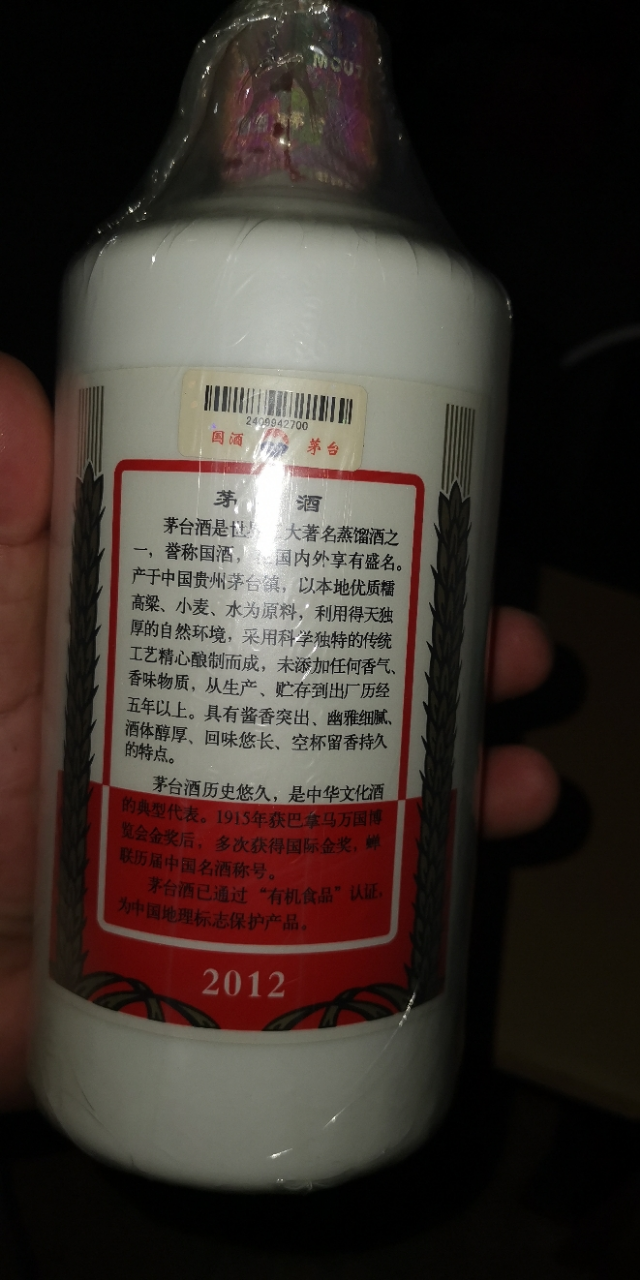 MOUT
2409942700
国酒 茅台
茅 酒
茅台酒是世 大著名蒸馏酒之
一，誉称国酒， 国内外享有盛名。
产于中国贵州茅台镇，以本地优质糯
高粱、小麦、水为原料，利用得天独
厚的自然环境，采用科学独特的传统
工艺精心酿制而成，未添加任何香气、
香味物质，从生产、贮存到出厂历经
五年以上。具有酱香突出、幽雅细腻、
酒体醇厚、回味悠长、空杯留香持久
的特点。
茅台酒历史悠久，是中华文化酒
的典型代表。1915年获巴拿马万国博
览会金奖后，多次获得国际金奖，蝉
联历届中国名酒称号。
茅台酒已通过“有机食品”认证，
为中国地理标志保护产品。
2012